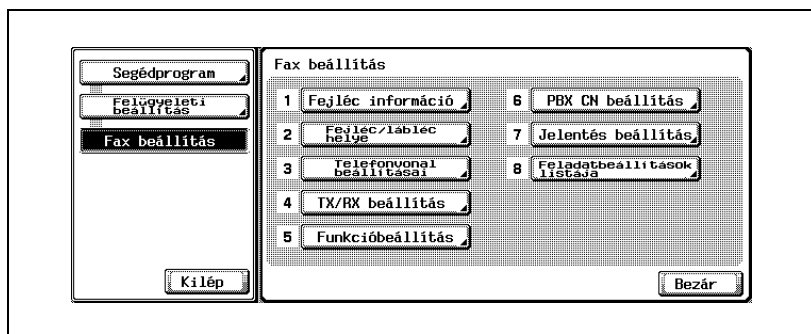 Segédprogram
Felügyeleti
beállítás
Fax beállítás
Kilép
Fax beállítás
1 Fejléc információ
2 Fejléc/lábléc
helye
3 Telefonvonal
beállításai
4 TX/RX beállítás
5 Funkcióbeállítás
6 PBX CN beállítás
7 Jelentés beállítás
8 Feladatbeállítások
listája
Bezár